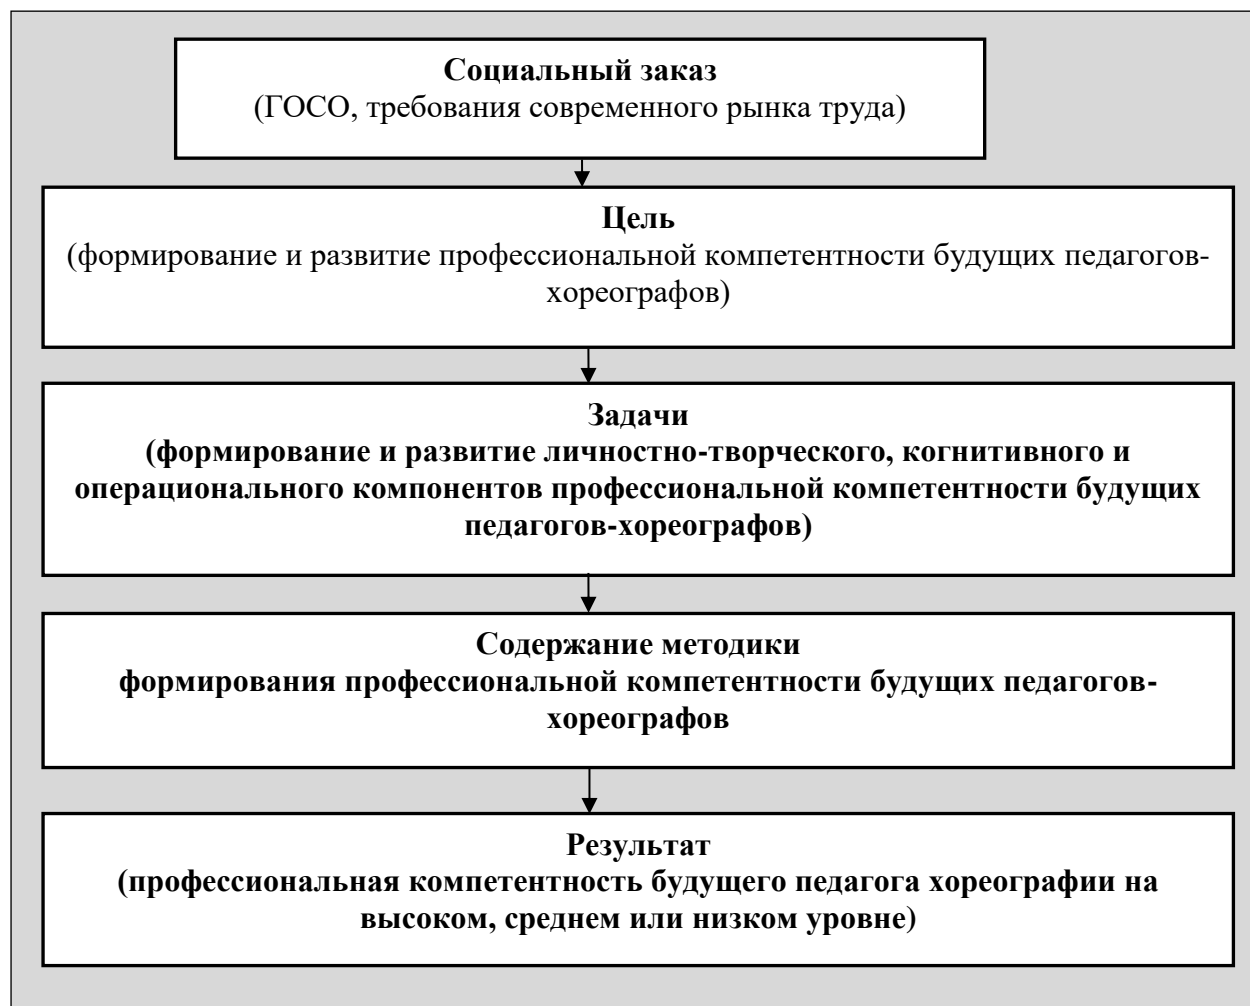 Социальный заказ
(ГОСО, требования современного рынка труда)
Цель
(формирование и развитие профессиональной компетентности будущих педагогов-
хореографов)
Задачи
(формирование и развитие личностно-творческого, когнитивного и
операционального компонентов профессиональной компетентности будущих
педагогов-хореографов)
Содержание методики
формирования профессиональной компетентности будущих педагогов-
хореографов
Результат
(профессиональная компетентность будущего педагога хореографии на
высоком, среднем или низком уровне)